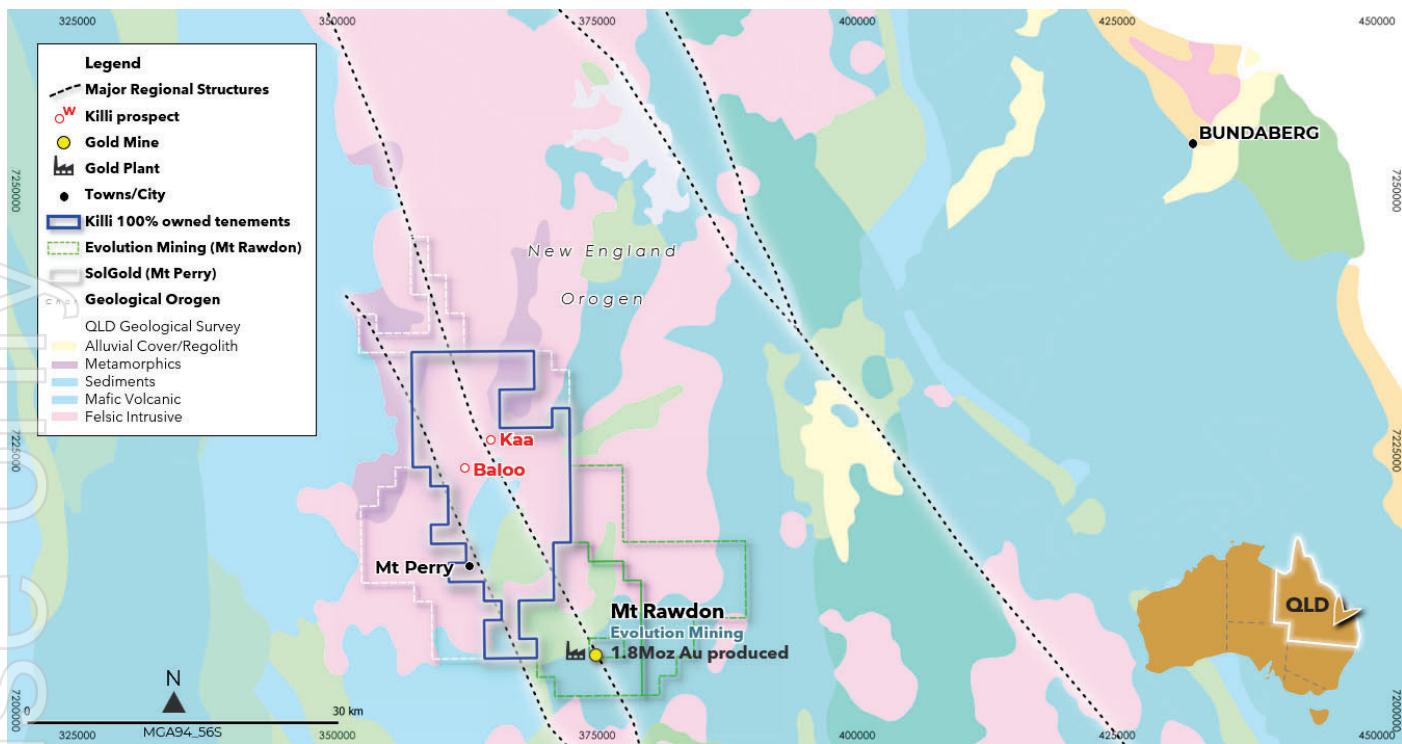 325000
350000
375000
400000
425000
450000
Legend
Major Regional Structures
W
Killi prospect
Gold Mine
Gold Plant
Towns/City
Killi 100% owned tenements
Evolution Mining (Mt Rawdon)
SolGold (Mt Perry)
Geological Orogen
QLD Geological Survey
Alluvial Cover/Regolith
Metamorphics
Sediments
Mafic Volcanic
Felsic Intrusive
BUNDABERG
7250000
7250000
New England
Orogen
7225000
7225000
Kaa
Baloo
Mt Perry
Mt Rawdon
Evolution Mining
1.8Moz Au produced
QLD
N
0
30 km
MGA94_56S
7200000
7200000
325000
350000
375000
400000
425000
450000